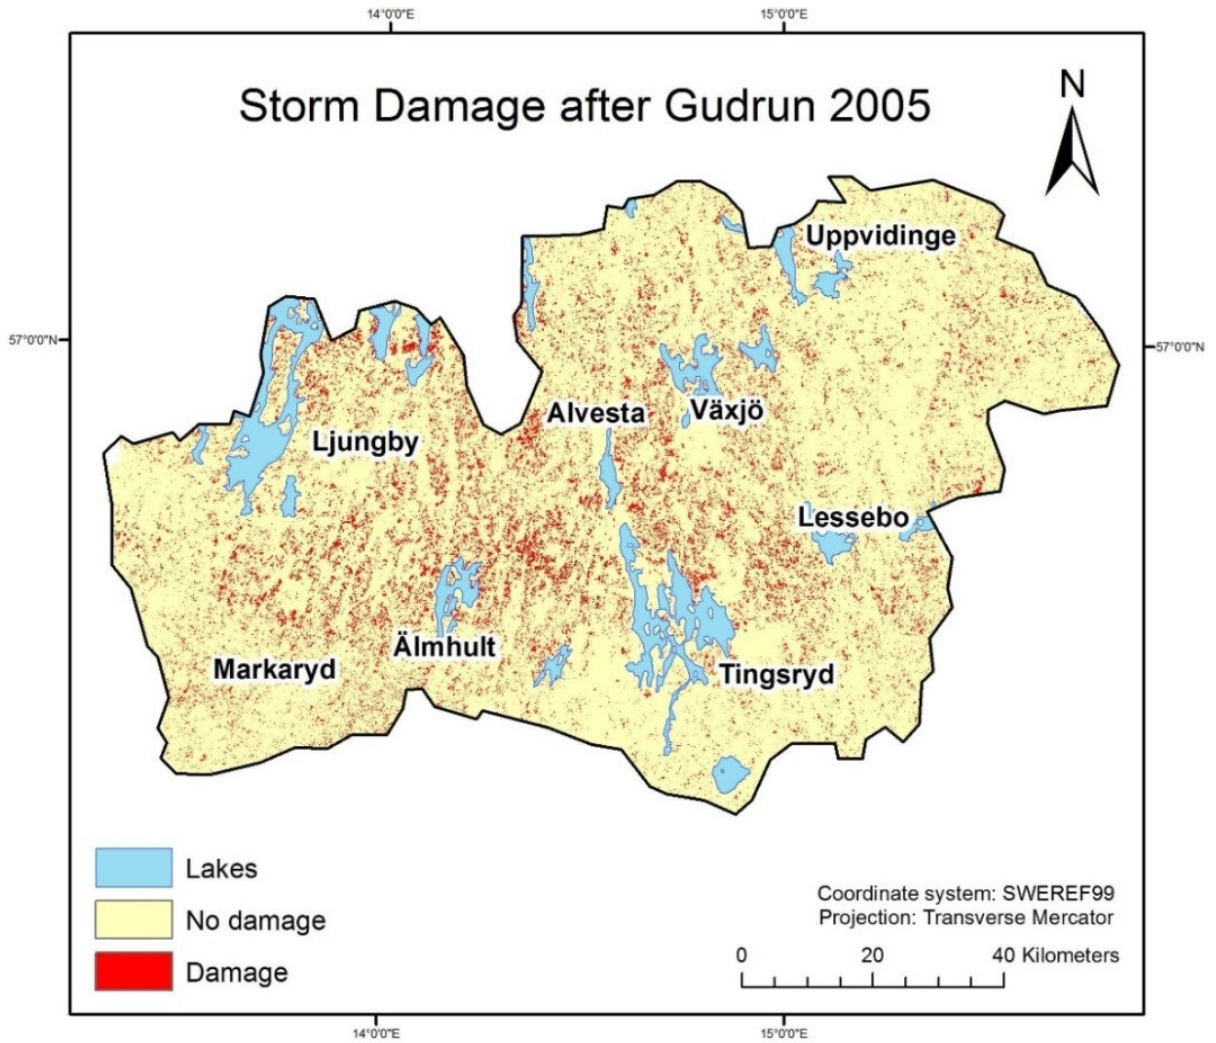 14°0'0"E
15°0'0"E
Storm Damage after Gudrun 2005
N
Uppvidinge
57°0'0"N
57°0'0"N
Alvesta
Växjö
Ljungby
Lessebo
Älmhult
Markaryd
Tingsryd
Lakes
No damage
Damage
Coordinate system: SWEREF99
Projection: Transverse Mercator
0 20 40 Kilometers
14°0'0"E
15°0'0"E